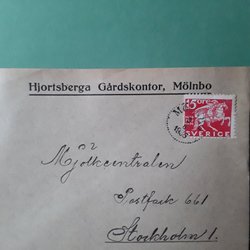 Hjortsberga Gårdskontor, Mölnbo
15 ÖRE
SVERIGE
Mjölkcentralen
Postfack 661
Stockholm 1.